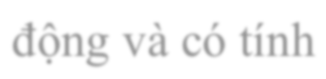 động và có tính